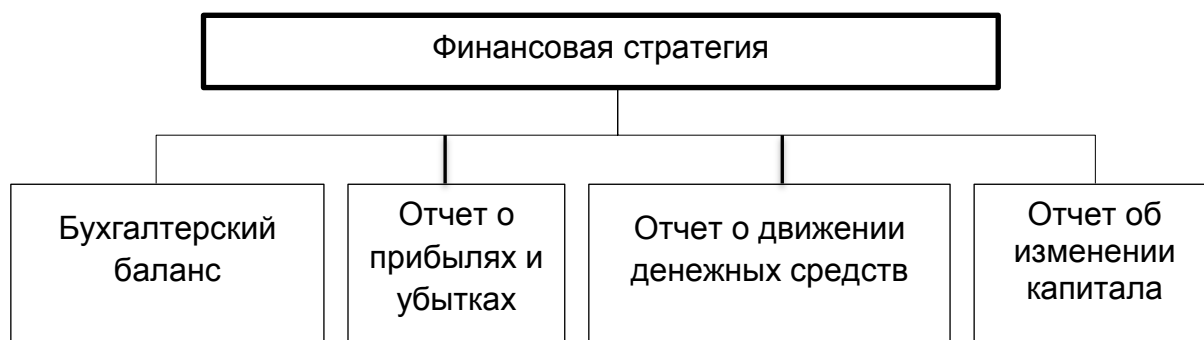 Финансовая стратегия
Бухгалтерский
баланс
Отчет о
прибылях и
убытках
Отчет о движении
денежных средств
Отчет об
изменении
капитала